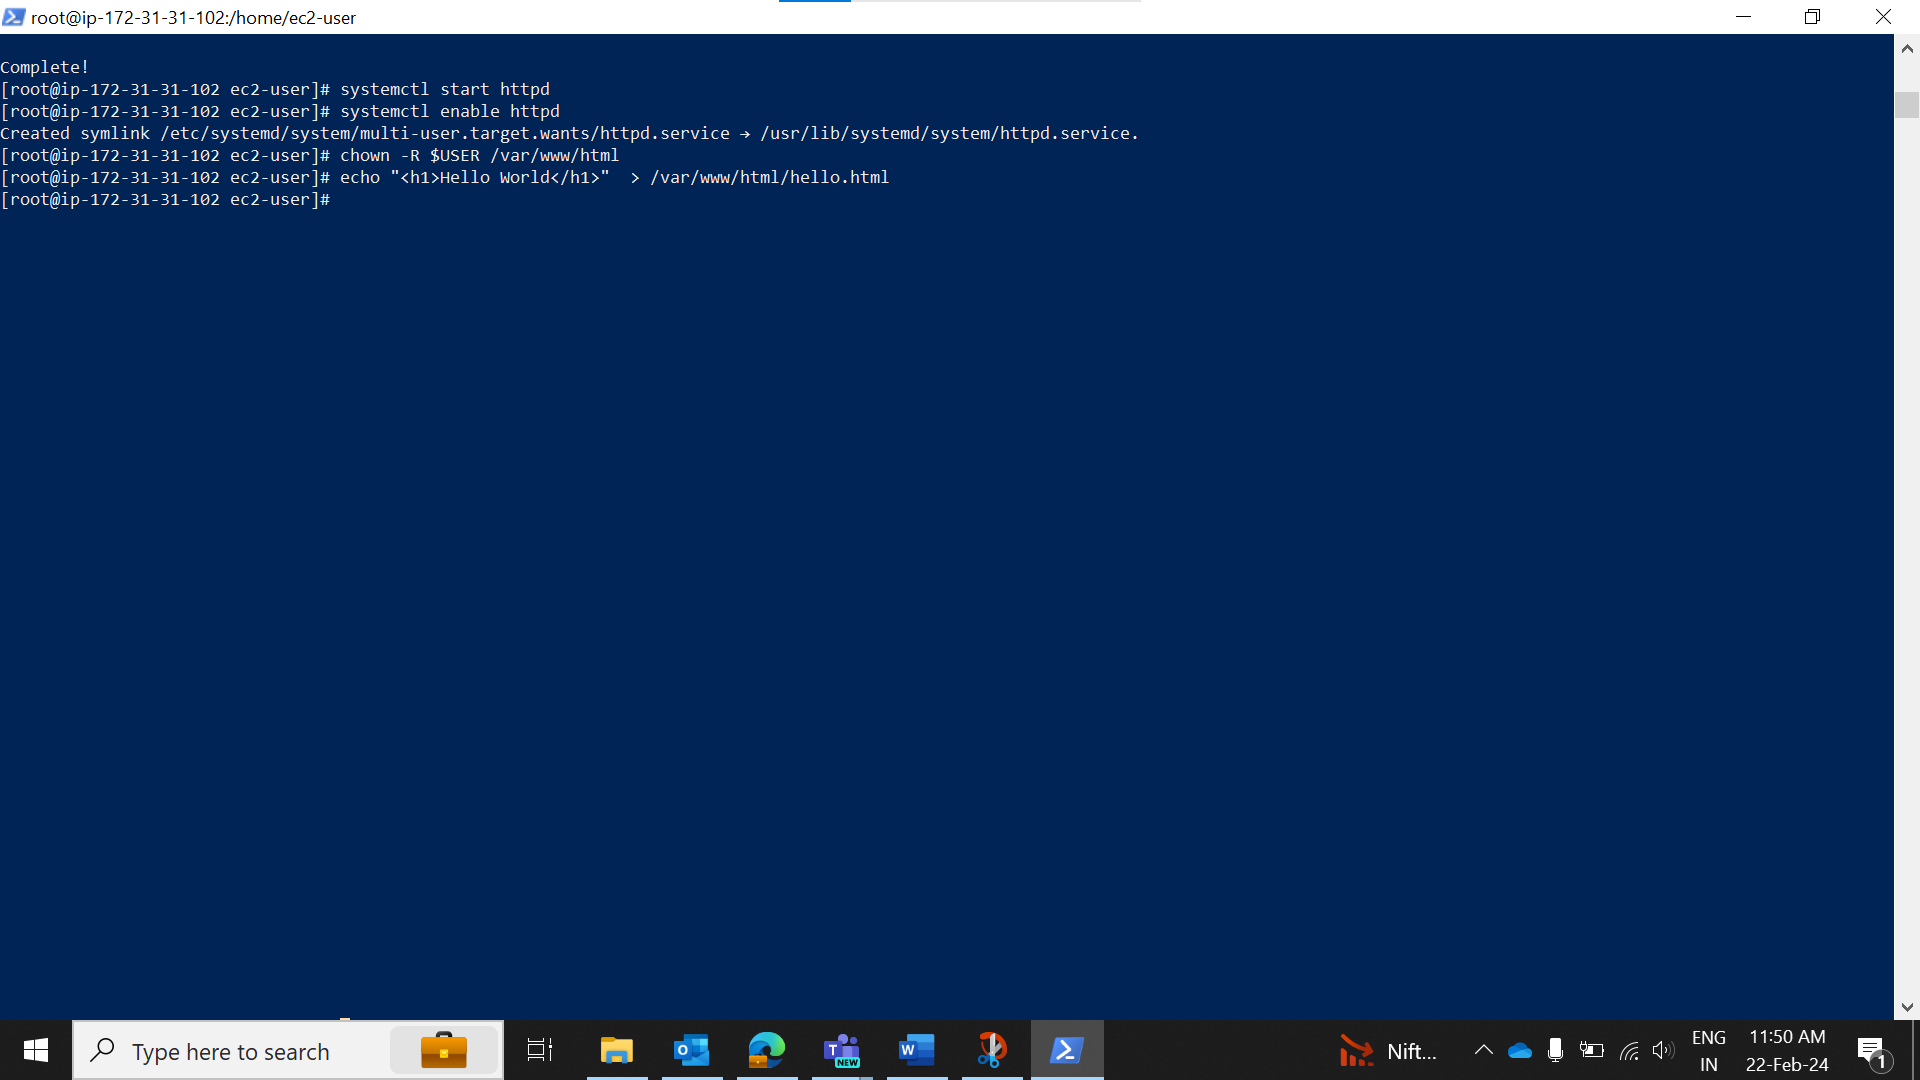 root@ip-172-31-31-102:/home/ec2-user
Complete!
[root@ip-172-31-31-102 ec2-user]# systemctl start httpd
[root@ip-172-31-31-102 ec2-user]# systemctl enable httpd
Created symlink /etc/systemd/system/multi-user.target.wants/httpd.service → /usr/lib/systemd/system/httpd.service.
[root@ip-172-31-31-102 ec2-user]# chown -R $USER /var/www/html
[root@ip-172-31-31-102 ec2-user]# echo "<h1>Hello World</h1>"  > /var/www/html/hello.html
[root@ip-172-31-31-102 ec2-user]#
Type here to search
NEW
Nift...
ENG
IN
11:50 AM
22-Feb-24
1